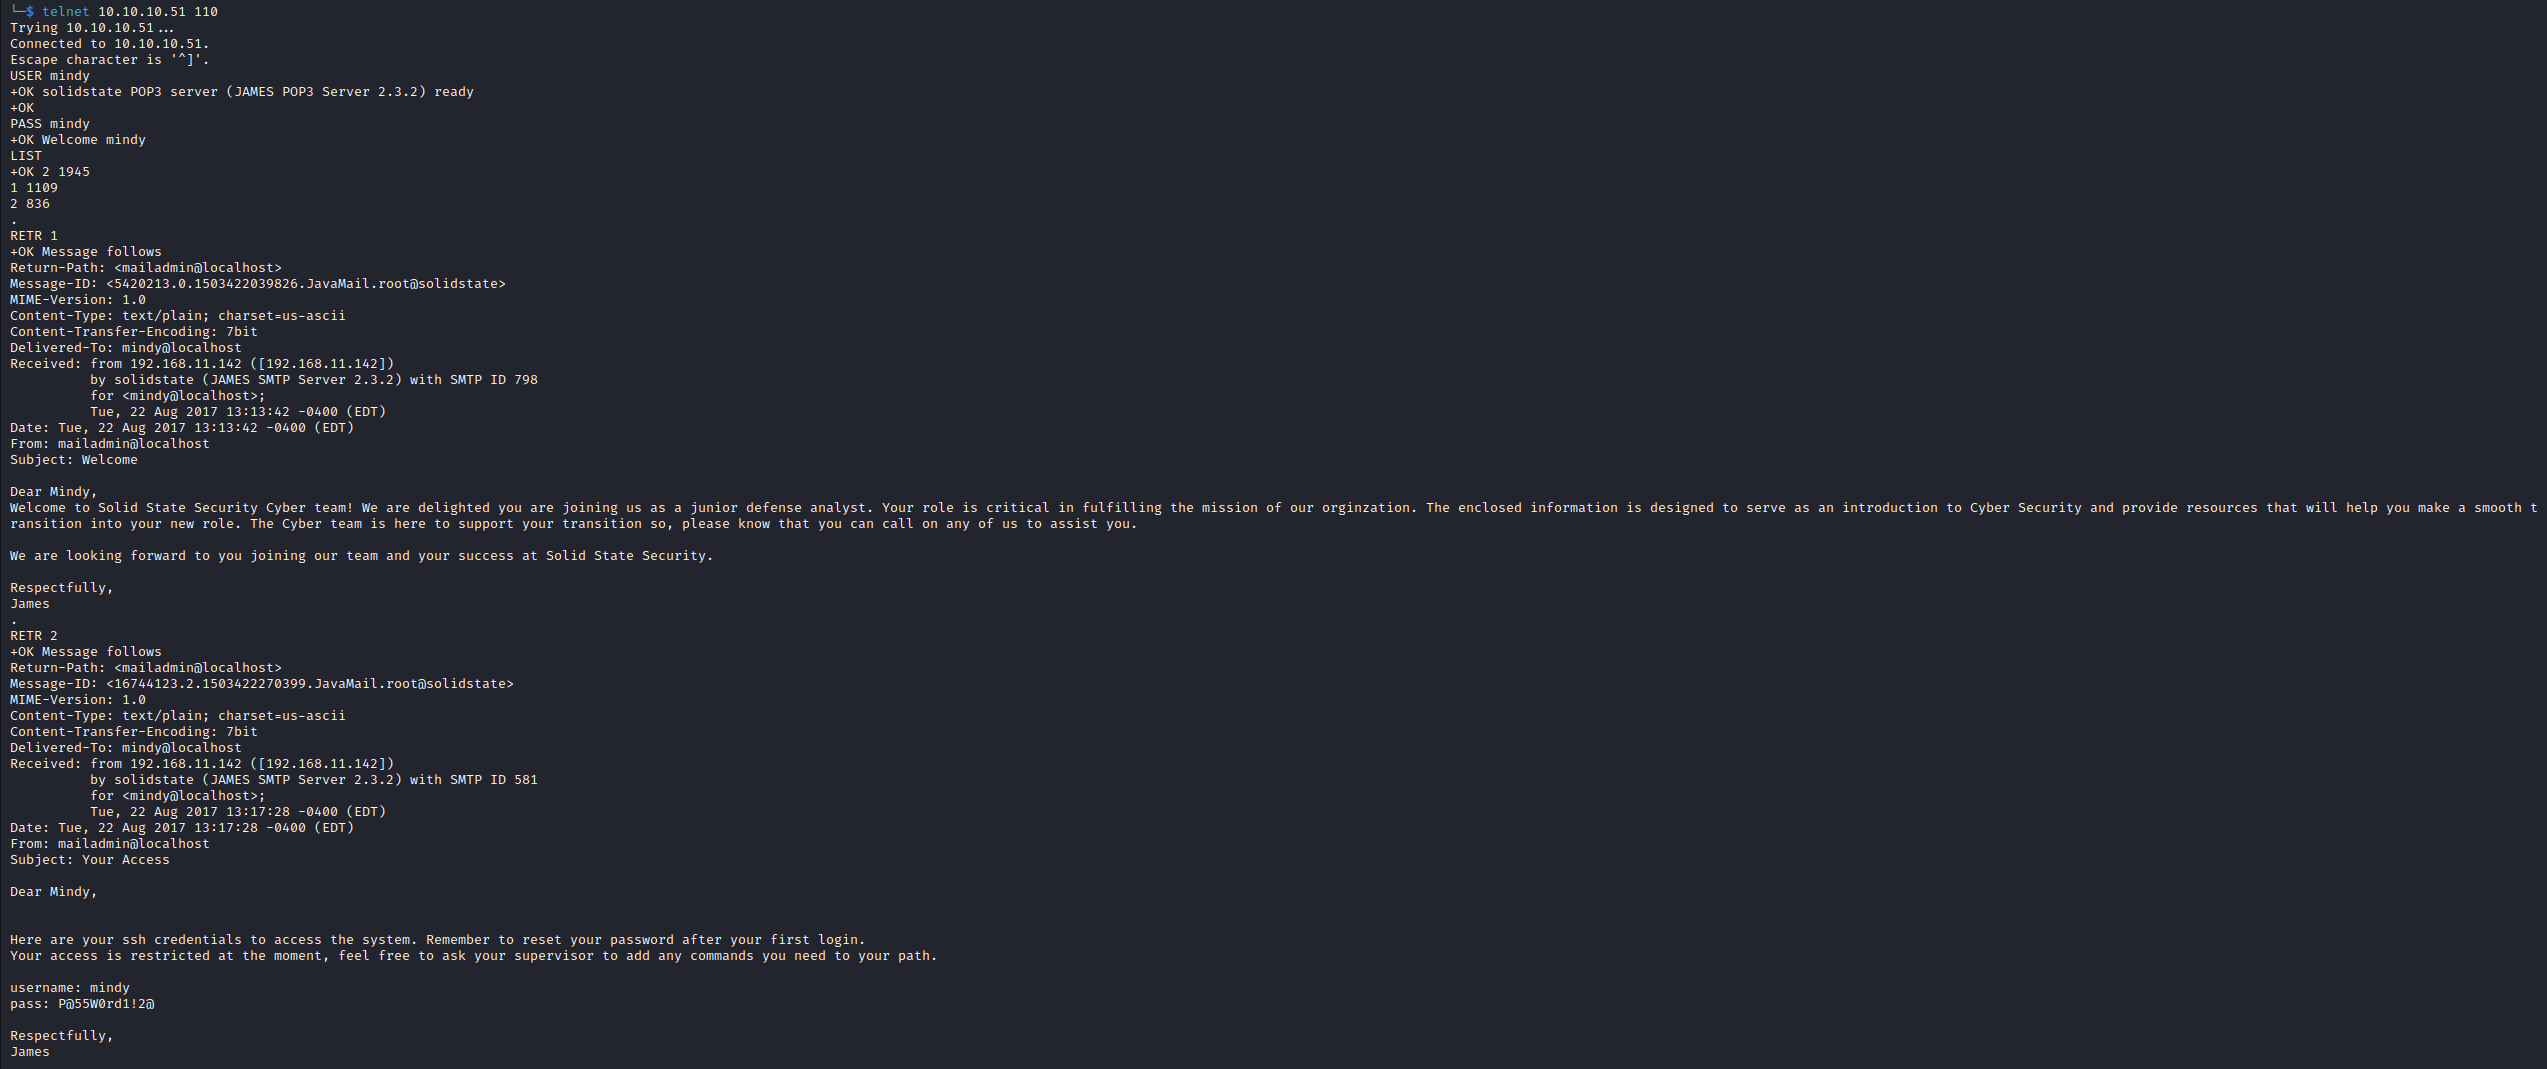 └─$ telnet 10.10.10.51 110
Trying 10.10.10.51...
Connected to 10.10.10.51.
Escape character is '^]'.
USER mindy
+OK solidstate POP3 server (JAMES POP3 Server 2.3.2) ready
+OK
PASS mindy
+OK Welcome mindy
LIST
+OK 2 1945
1 1109
2 836
.
RETR 1
+OK Message follows
Return-Path: <mailadmin@localhost>
Message-ID: <5420213.0.1503422039826.JavaMail.root@solidstate>
MIME-Version: 1.0
Content-Type: text/plain; charset=us-ascii
Content-Transfer-Encoding: 7bit
Delivered-To: mindy@localhost
Received: from 192.168.11.142 ([192.168.11.142])
          by solidstate (JAMES SMTP Server 2.3.2) with SMTP ID 798
          for <mindy@localhost>;
          Tue, 22 Aug 2017 13:13:42 -0400 (EDT)
Date: Tue, 22 Aug 2017 13:13:42 -0400 (EDT)
From: mailadmin@localhost
Subject: Welcome

Dear Mindy,
Welcome to Solid State Security Cyber team! We are delighted you are joining us as a junior defense analyst. Your role is critical in fulfilling the mission of our orginzation. The enclosed information is designed to serve as an introduction to Cyber Security and provide resources that will help you make a smooth t
ransition into your new role. The Cyber team is here to support your transition so, please know that you can call on any of us to assist you.

We are looking forward to you joining our team and your success at Solid State Security.

Respectfully,
James
.
RETR 2
+OK Message follows
Return-Path: <mailadmin@localhost>
Message-ID: <16744123.2.1503422270399.JavaMail.root@solidstate>
MIME-Version: 1.0
Content-Type: text/plain; charset=us-ascii
Content-Transfer-Encoding: 7bit
Delivered-To: mindy@localhost
Received: from 192.168.11.142 ([192.168.11.142])
          by solidstate (JAMES SMTP Server 2.3.2) with SMTP ID 581
          for <mindy@localhost>;
          Tue, 22 Aug 2017 13:17:28 -0400 (EDT)
Date: Tue, 22 Aug 2017 13:17:28 -0400 (EDT)
From: mailadmin@localhost
Subject: Your Access

Dear Mindy,


Here are your ssh credentials to access the system. Remember to reset your password after your first login.
Your access is restricted at the moment, feel free to ask your supervisor to add any commands you need to your path.

username: mindy
pass: P@55W0rd1!2@

Respectfully,
James